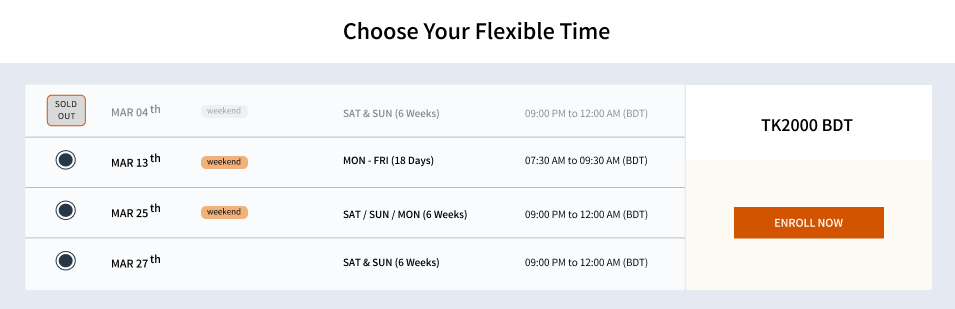 Choose Your Flexible Time
SOLD
OUT
MAR 04 th
weekend
SAT & SUN (6 Weeks)
09:00 PM to 12:00 AM (BDT)
MAR 13 th
weekend
MON - FRI (18 Days)
07:30 AM to 09:30 AM (BDT)
MAR 25 th
weekend
SAT / SUN / MON (6 Weeks)
09:00 PM to 12:00 AM (BDT)
MAR 27 th
SAT & SUN (6 Weeks)
09:00 PM to 12:00 AM (BDT)
TK2000 BDT
ENROLL NOW